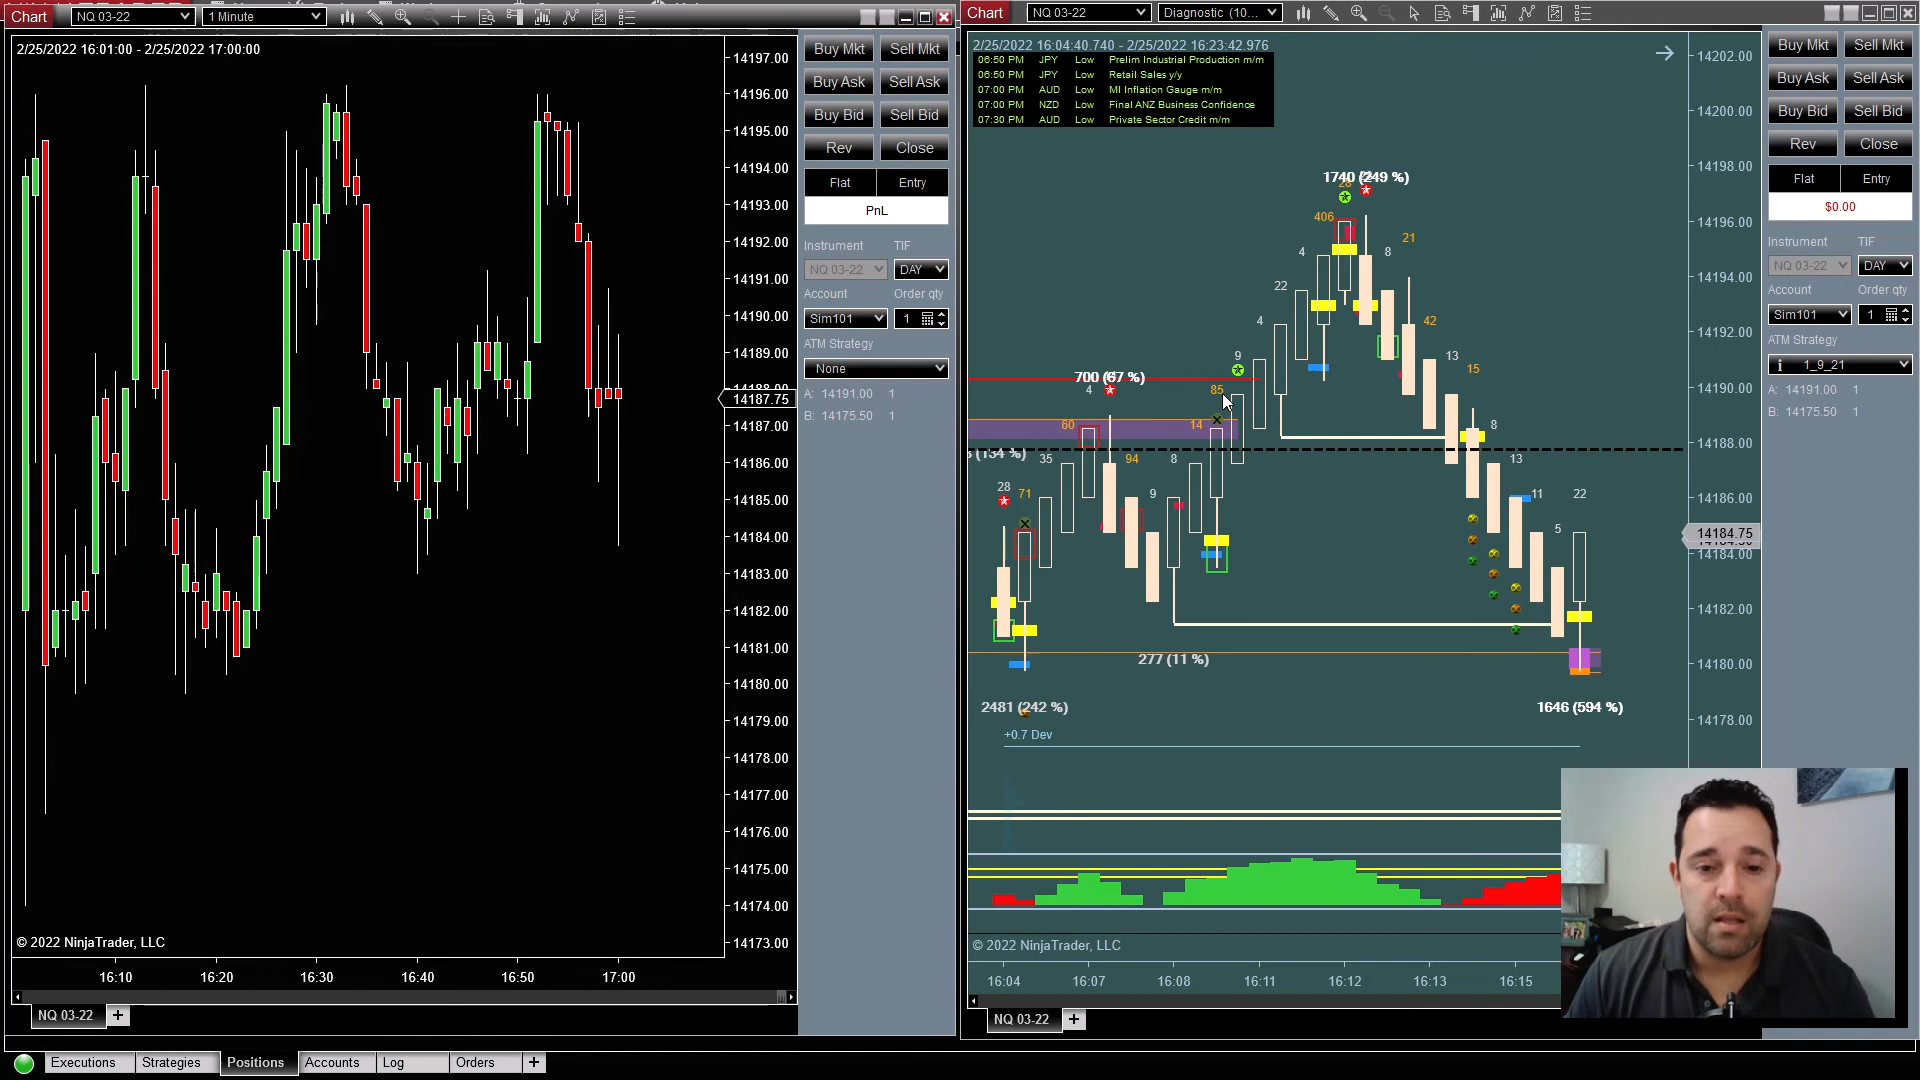 Chart
NQ 03-22
1 Minute
2/25/2022 16:01:00 - 2/25/2022 17:00:00
14197.00
14196.00
14195.00
14194.00
14193.00
14192.00
14191.00
14190.00
14189.00
14188.00
14187.75
14187.00
14186.00
14185.00
14184.00
14183.00
14182.00
14181.00
14180.00
14179.00
14178.00
14177.00
14176.00
14175.00
14174.00
14173.00
© 2022 NinjaTrader, LLC
16:10
16:20
16:30
16:40
16:50
17:00
NQ 03-22
+
Buy Mkt
Sell Mkt
Buy Ask
Sell Ask
Buy Bid
Sell Bid
Rev
Close
Flat
Entry
PnL
Instrument
TIF
NQ 03-22
DAY
Account
Order qty
Sim101
1
ATM Strategy
None
A: 14191.00 1
B: 14175.50 1
Chart
NQ 03-22
Diagnostic (10...
2/25/2022 16:04:40.740 - 2/25/2022 16:23:42.976
06:50 PM JPY Low Prelim Industrial Production m/m
06:50 PM JPY Low Retail Sales y/y
07:00 PM AUD Low MI Inflation Gauge m/m
07:00 PM NZD Low Final ANZ Business Confidence
07:30 PM AUD Low Private Sector Credit m/m
1740 (249 %)
28
406
4
8
21
22
4
42
9
13
700 (67 %)
4
85
15
60
14
8
(134 %)
35
94
8
13
28
71
9
11
22
5
277 (11 %)
2481 (242 %)
1646 (594 %)
+0.7 Dev
14202.00
14200.00
14198.00
14196.00
14194.00
14192.00
14190.00
14188.00
14186.00
14184.75
14184.00
14182.00
14180.00
14178.00
© 2022 NinjaTrader, LLC
16:04
16:07
16:08
16:11
16:12
16:13
16:15
NQ 03-22
+
Buy Mkt
Sell Mkt
Buy Ask
Sell Ask
Buy Bid
Sell Bid
Rev
Close
Flat
Entry
$0.00
Instrument
TIF
NQ 03-22
DAY
Account
Order qty
Sim101
1
ATM Strategy
i 1_9_21
A: 14191.00 1
B: 14175.50 1
Executions
Strategies
Positions
Accounts
Log
Orders
+